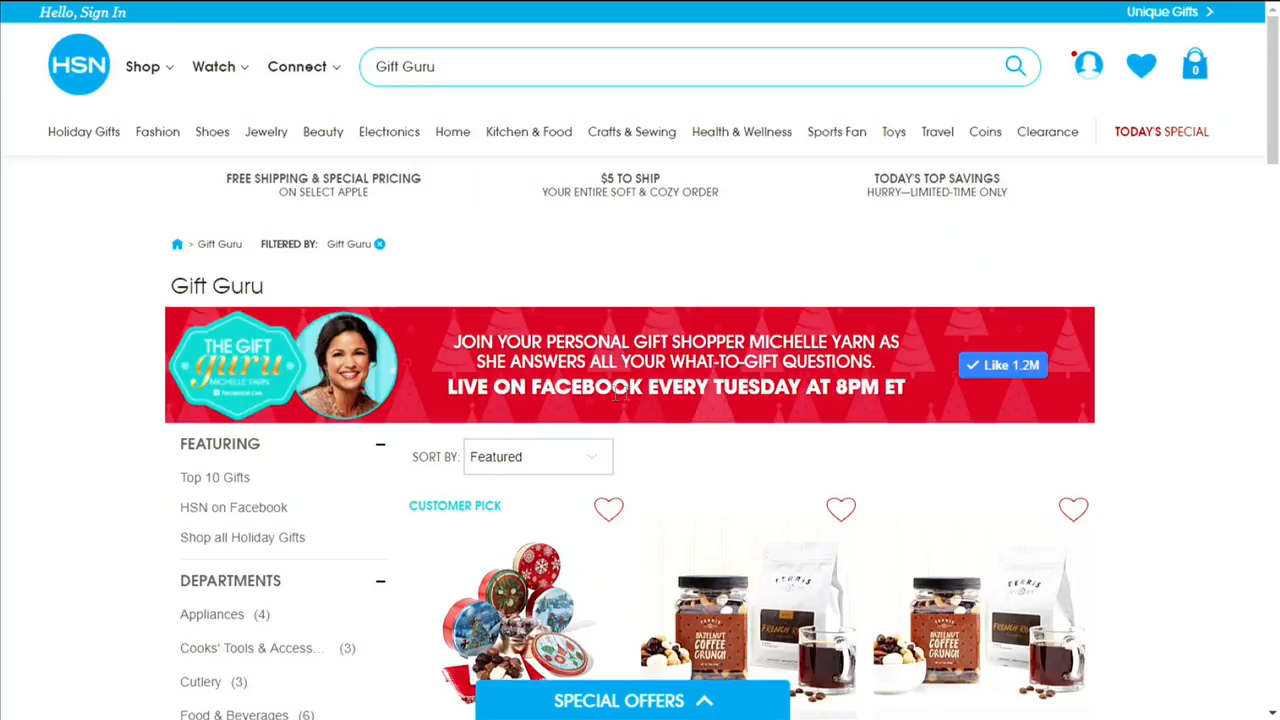 Hello, Sign In
Unique Gifts
HSN
Shop
Watch
Connect
Gift Guru
0
Holiday Gifts
Fashion
Shoes
Jewelry
Beauty
Electronics
Home
Kitchen & Food
Crafts & Sewing
Health & Wellness
Sports Fan
Toys
Travel
Coins
Clearance
TODAY'S SPECIAL
FREE SHIPPING & SPECIAL PRICING
ON SELECT APPLE
$5 TO SHIP
YOUR ENTIRE SOFT & COZY ORDER
TODAY'S TOP SAVINGS
HURRY—LIMITED-TIME ONLY
> Gift Guru
FILTERED BY: Gift Guru
Gift Guru
THE GIFT
guru
MICHELLE YARN
JOIN YOUR PERSONAL GIFT SHOPPER MICHELLE YARN AS
SHE ANSWERS ALL YOUR WHAT-TO-GIFT QUESTIONS.
LIVE ON FACEBOOK EVERY TUESDAY AT 8PM ET
Like 1.2M
FEATURING
Top 10 Gifts
HSN on Facebook
Shop all Holiday Gifts
DEPARTMENTS
Appliances (4)
Cooks' Tools & Access... (3)
Cutlery (3)
Food & Beverages (6)
SORT BY: Featured
CUSTOMER PICK
FERRIS
HAZELNUT
COFFEE
CRUNCH
FERRIS
HAZELNUT
COFFEE
CRUNCH
SPECIAL OFFERS